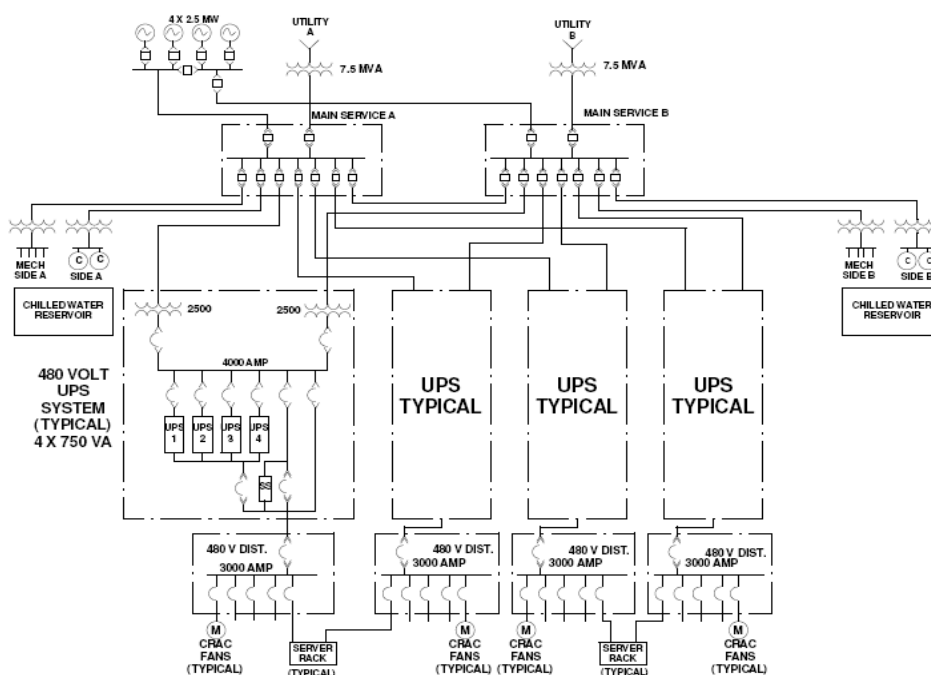 4 X 2.5 MW
UTILITY
A
UTILITY
B
7.5 MVA
7.5 MVA
MAIN SERVICE A
MAIN SERVICE B
MECH
SIDE A
C C
SIDE A
MECH
SIDE B
C C
SIDE B
CHILLED WATER
RESERVOIR
CHILLED WATER
RESERVOIR
2500
2500
4000 AMP
480 VOLT
UPS
SYSTEM
(TYPICAL)
4 X 750 VA
UPS
1
UPS
2
UPS
3
UPS
4
SS
UPS
TYPICAL
UPS
TYPICAL
UPS
TYPICAL
480 V DIST.
3000 AMP
480 V DIST.
3000 AMP
480 V DIST.
3000 AMP
480 V DIST.
3000 AMP
M
CRAC
FANS
(TYPICAL)
SERVER
RACK
(TYPICAL)
M
CRAC
FANS
(TYPICAL)
M
CRAC
FANS
(TYPICAL)
SERVER
RACK
(TYPICAL)
M
CRAC
FANS
(TYPICAL)